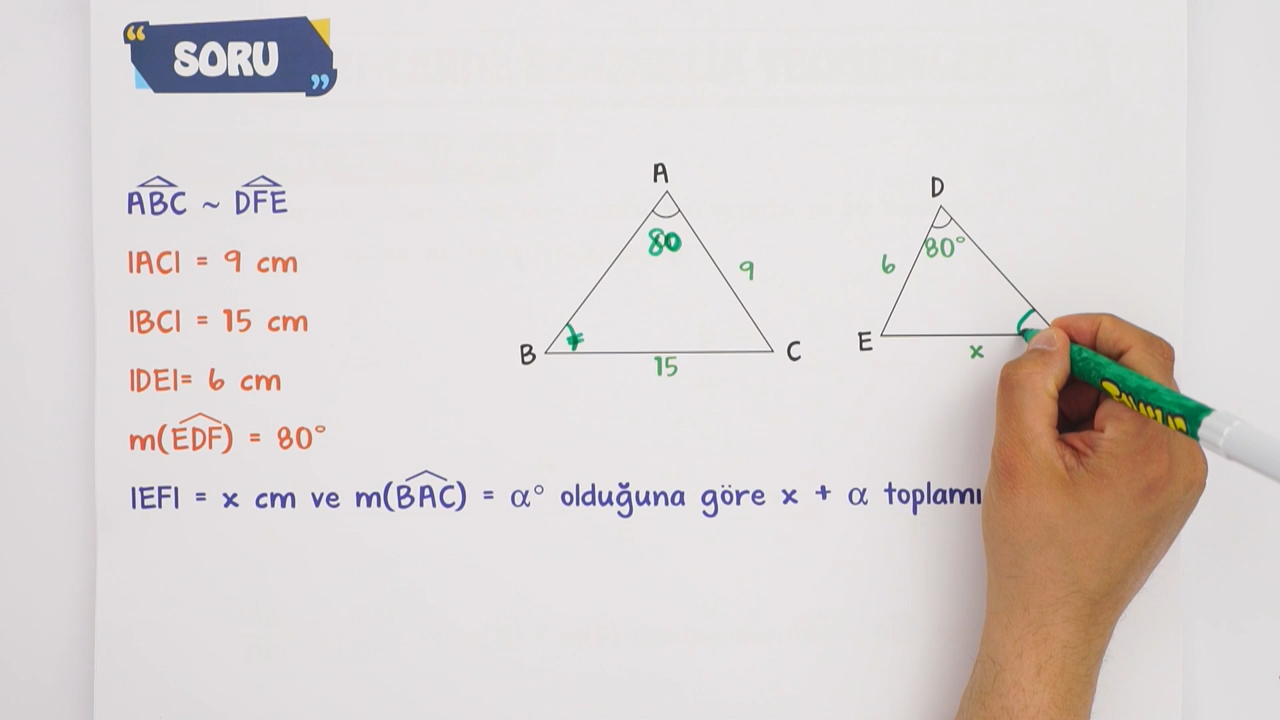 SORU
ABC ~ DFE
|AC| = 9 cm
|BC| = 15 cm
|DE|= 6 cm
m(EDF) = 80°
|EF| = x cm ve m(BAC) = α° olduğuna göre x + α toplamı
A
80
9
B
15
C
D
80°
6
E
x